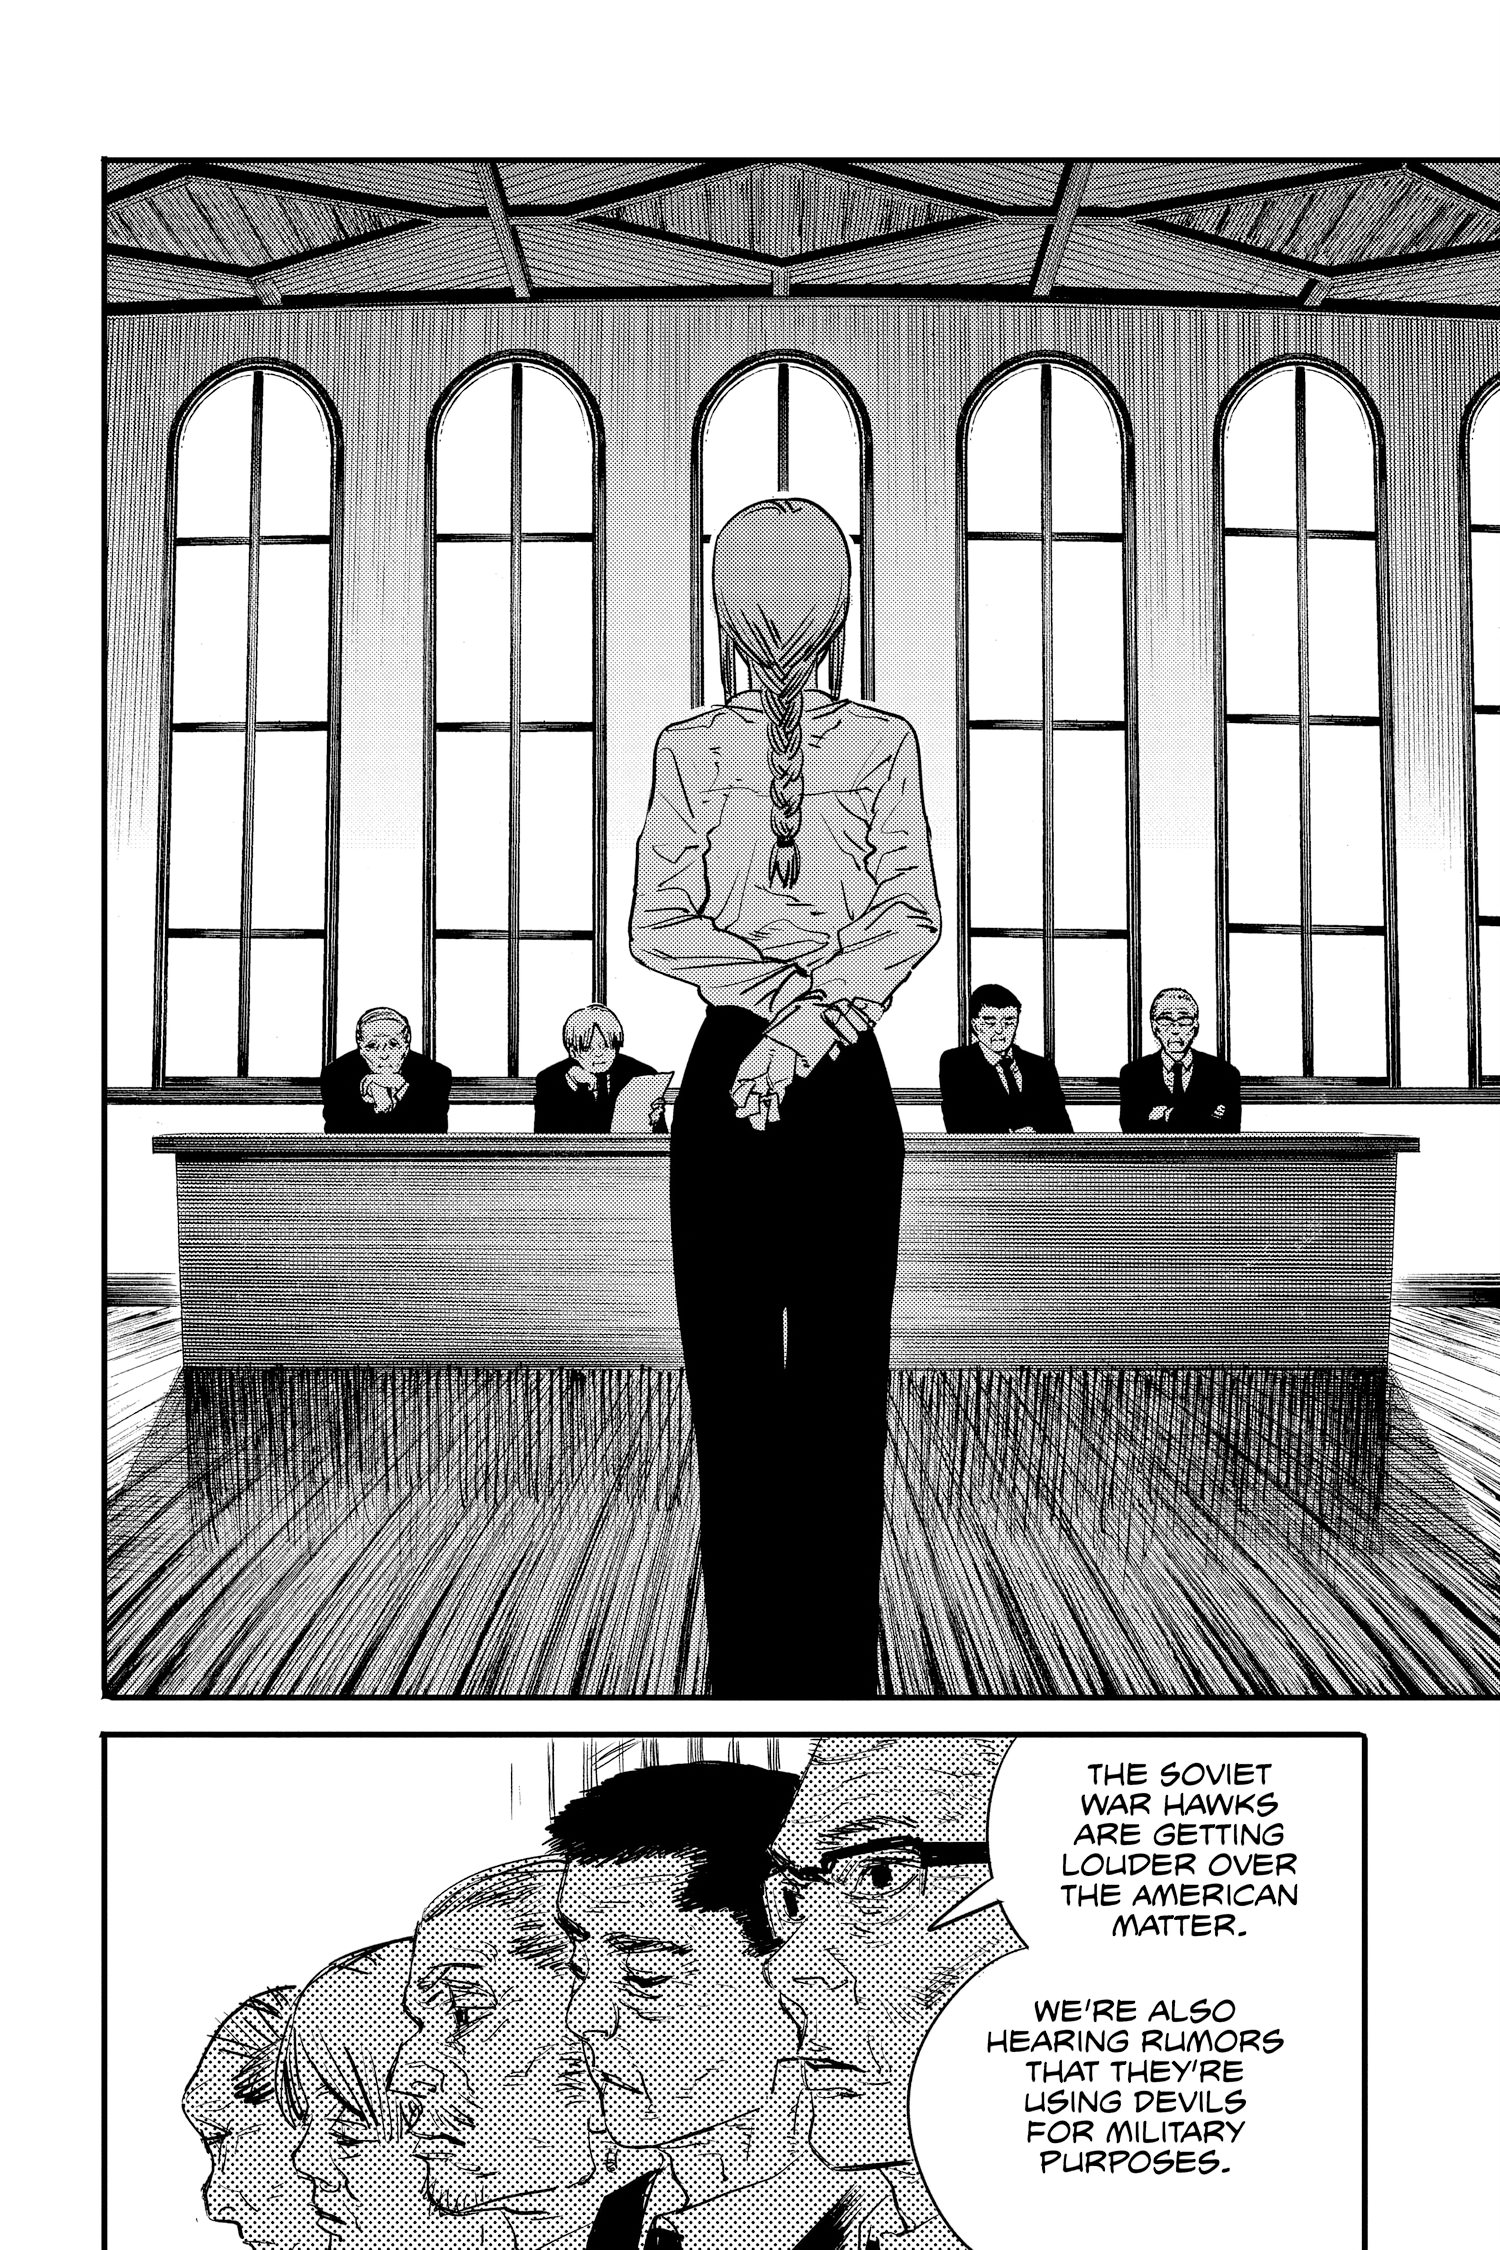 THE SOVIET
WAR HAWKS
ARE GETTING
LOUDER OVER
THE AMERICAN
MATTER.
WE'RE ALSO
HEARING RUMORS
THAT THEY'RE
USING DEVILS
FOR MILITARY
PURPOSES.